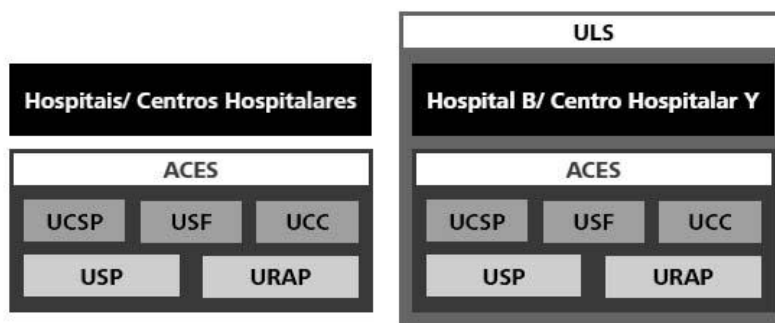 Hospitais/ Centros Hospitalares
ACES
UCSP USF UCC
USP URAP
ULS
Hospital B/ Centro Hospitalar Y
ACES
UCSP USF UCC
USP URAP